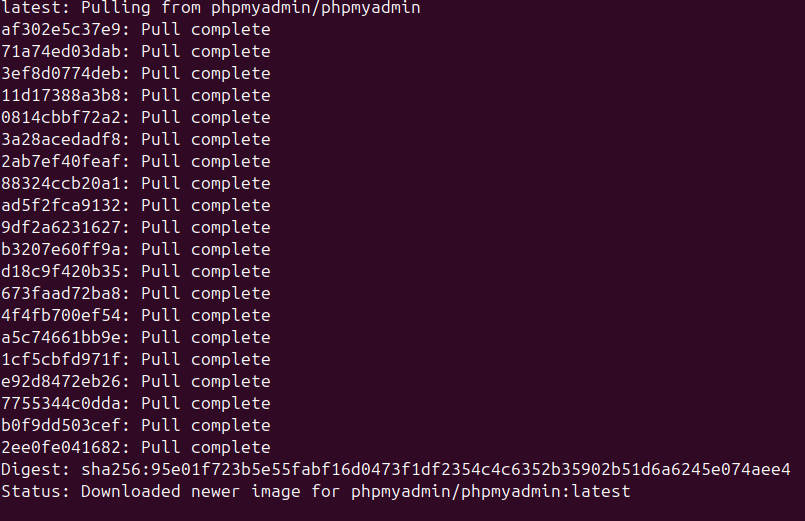 latest: Pulling from phpmyadmin/phpmyadmin
af302e5c37e9: Pull complete
71a74ed03dab: Pull complete
3ef8d0774deb: Pull complete
11d17388a3b8: Pull complete
0814cbbf72a2: Pull complete
3a28acedadf8: Pull complete
2ab7ef40feaf: Pull complete
88324ccb20a1: Pull complete
ad5f2fca9132: Pull complete
9df2a6231627: Pull complete
b3207e60ff9a: Pull complete
d18c9f420b35: Pull complete
673faad72ba8: Pull complete
4f4fb700ef54: Pull complete
a5c74661bb9e: Pull complete
1cf5cbfd971f: Pull complete
e92d8472eb26: Pull complete
7755344c0dda: Pull complete
b0f9dd503cef: Pull complete
2ee0fe041682: Pull complete
Digest: sha256:95e01f723b5e55fabf16d0473f1df2354c4c6352b35902b51d6a6245e074aee4
Status: Downloaded newer image for phpmyadmin/phpmyadmin:latest